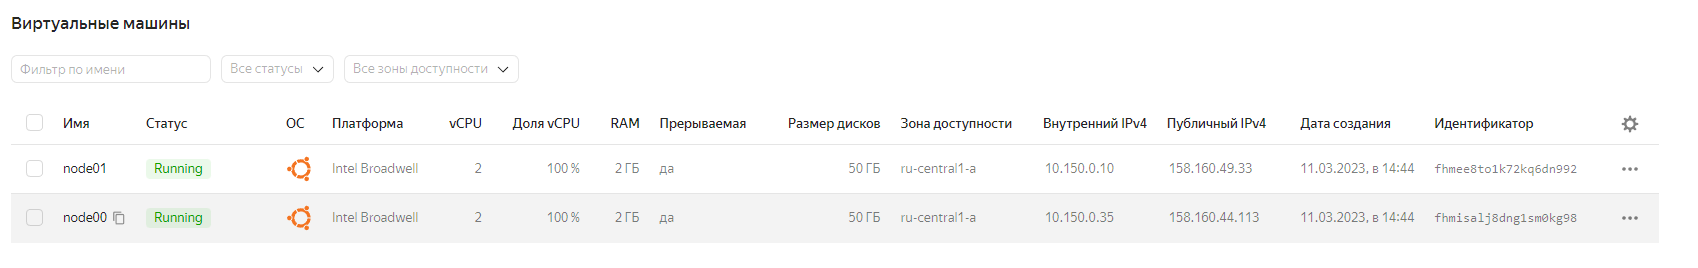 Виртуальные машины
Фильтр по имени Все статусы Все зоны доступности
Имя Статус ОС Платформа vCPU Доля vCPU RAM Прерываемая Размер дисков Зона доступности Внутренний IPv4 Публичный IPv4 Дата создания Идентификатор
node01 Running Intel Broadwell 2 100 % 2 ГБ да 50 ГБ ru-central1-a 10.150.0.10 158.160.49.33 11.03.2023, в 14:44 fhmee8to1k72kq6dn992
node00 Running Intel Broadwell 2 100 % 2 ГБ да 50 ГБ ru-central1-a 10.150.0.35 158.160.44.113 11.03.2023, в 14:44 fhmisalj8dng1sm0kg98